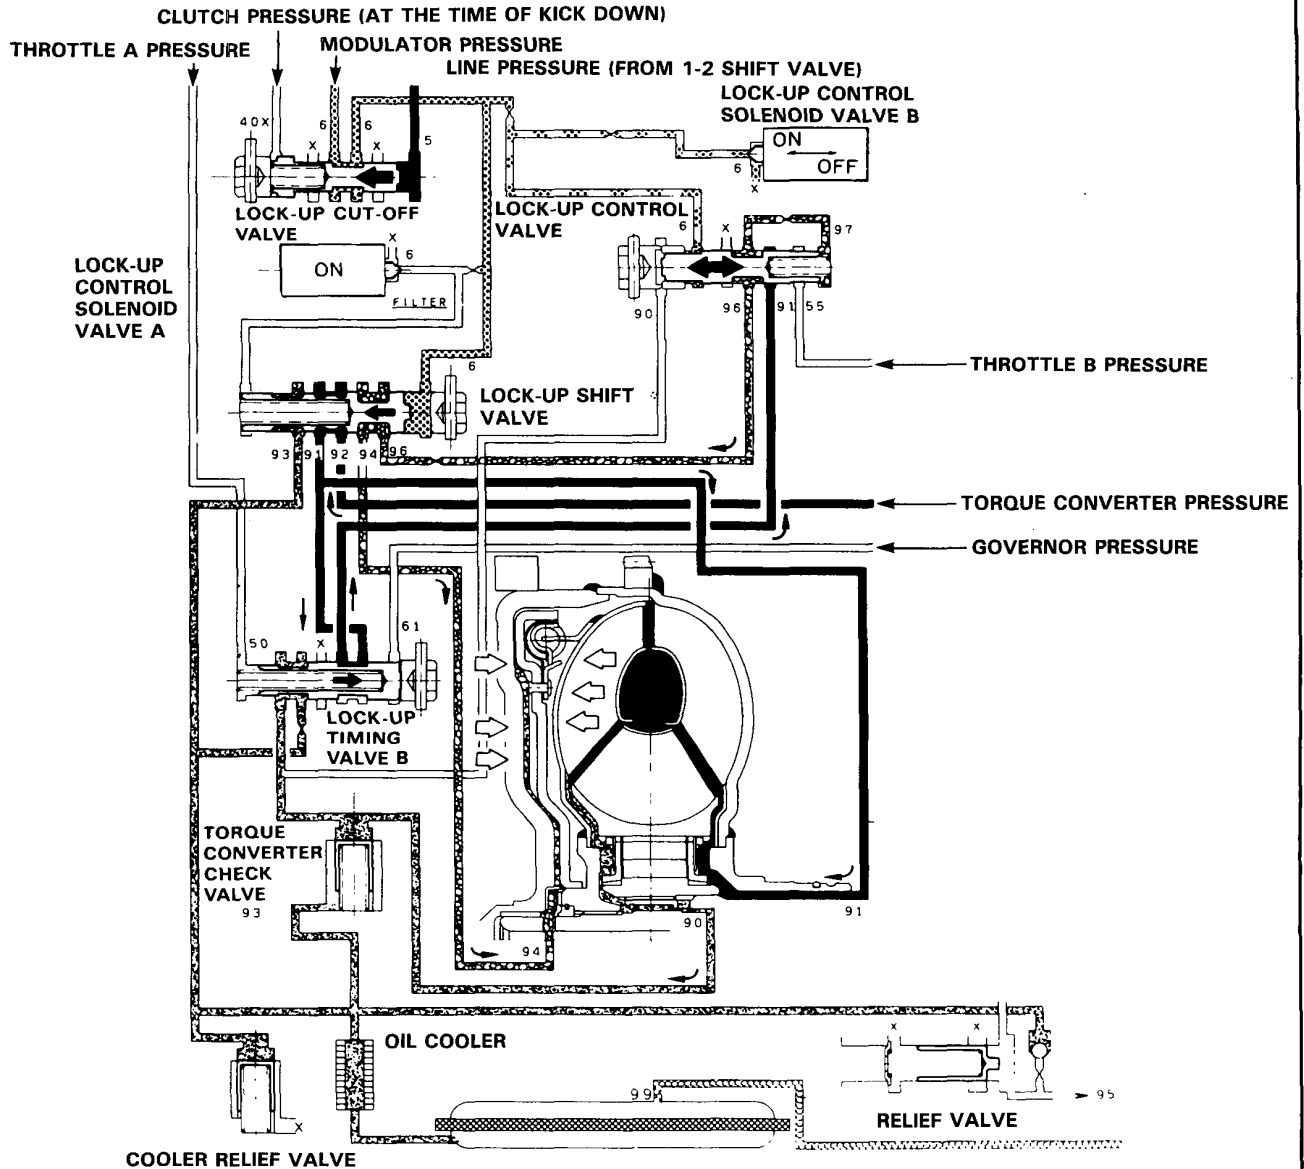 CLUTCH PRESSURE (AT THE TIME OF KICK DOWN)
THROTTLE A PRESSURE
MODULATOR PRESSURE
LINE PRESSURE (FROM 1-2 SHIFT VALVE)
LOCK-UP CONTROL
SOLENOID VALVE B
40X
6
6
5
X
X
ON
OFF
6
X
LOCK-UP CUT-OFF
VALVE
LOCK-UP CONTROL
VALVE
6
X
97
X
6
ON
FILTER
LOCK-UP
CONTROL
SOLENOID
VALVE A
90
96
91
55
THROTTLE B PRESSURE
6
LOCK-UP SHIFT
VALVE
93
91
92
94
96
TORQUE CONVERTER PRESSURE
GOVERNOR PRESSURE
50
X
61
LOCK-UP
TIMING
VALVE B
TORQUE
CONVERTER
CHECK
VALVE
93
94
90
91
OIL COOLER
X
X
99
95
RELIEF VALVE
X
COOLER RELIEF VALVE